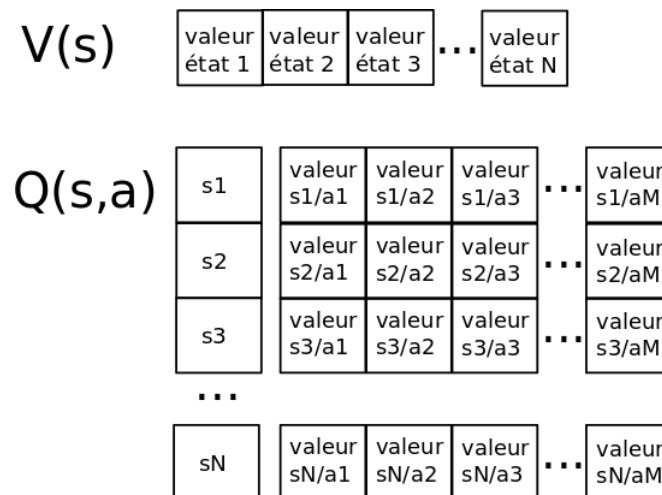 V(s)
valeur valeur valeur ... valeur
état 1 état 2 état 3 état N
Q(s,a)
s1
valeur valeur valeur ... valeur
s1/a1 s1/a2 s1/a3 s1/aM
s2
valeur valeur valeur ... valeur
s2/a1 s2/a2 s2/a3 s2/aM
s3
valeur valeur valeur ... valeur
s3/a1 s3/a2 s3/a3 s3/aM
...
sN
valeur valeur valeur ... valeur
sN/a1 sN/a2 sN/a3 sN/aM